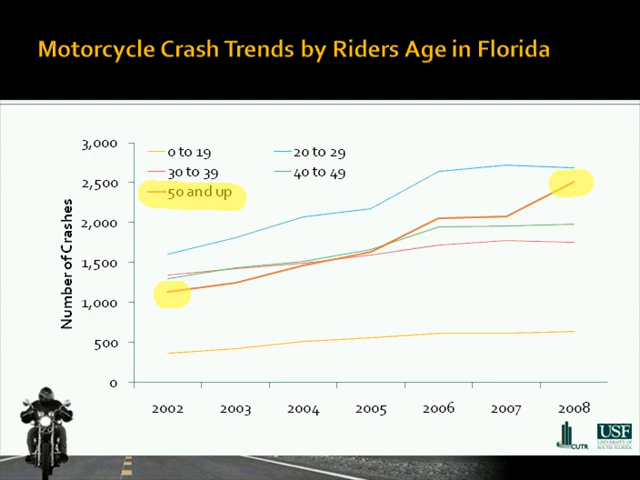 Motorcycle Crash Trends by Riders Age in Florida
3,000
2,500
2,000
1,500
1,000
500
0
Number of Crashes
0 to 19
20 to 29
30 to 39
40 to 49
50 and up
2002 2003 2004 2005 2006 2007 2008
CUTR
USF
UNIVERSITY OF
SOUTH FLORIDA